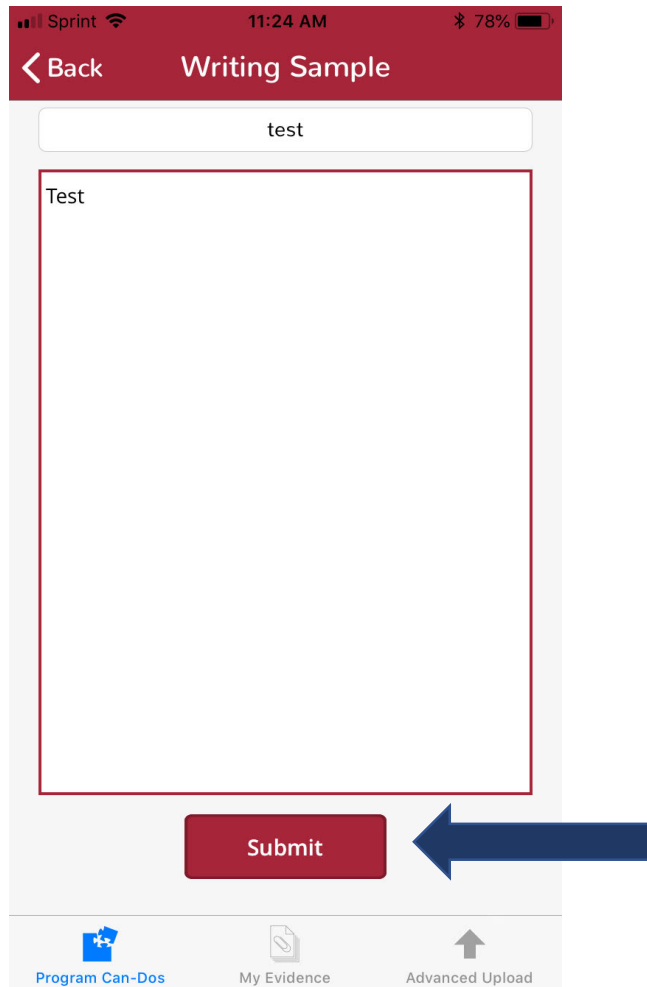 Sprint 11:24 AM 78%
Back Writing Sample
test
Test
Submit
Program Can-Dos My Evidence Advanced Upload